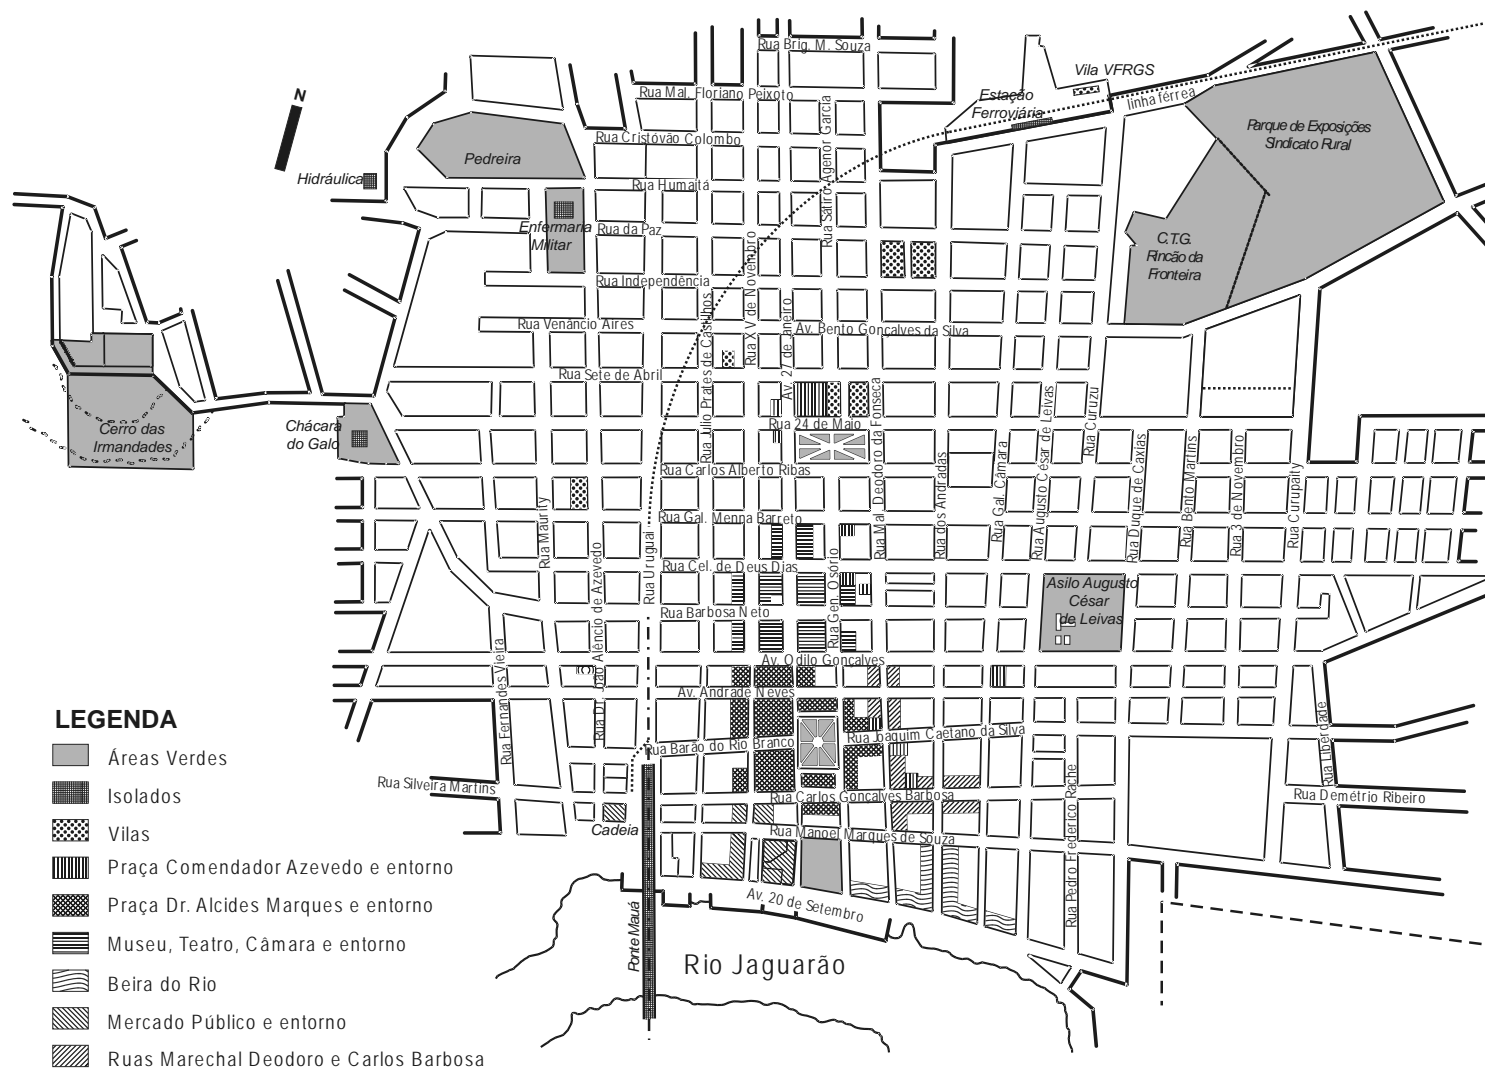 Rua Brig. M. Souza
Vila VFRGS
Rua Mal. Floriano Peixoto
Estação
Ferroviária
linha férrea
N
Rua Cristóvão Colombo
Rua Sátiro Agenor Garcia
Parque de Exposições
Sindicato Rural
Pedreira
Hidráulica
Rua Humaitá
Enfermaria
Militar
Rua da Paz
C.T.G.
Rincão da
Fronteira
Rua Independência
Rua Venâncio Aires
Rua Júlio Prates de Castilhos
Rua XV de Novembro
Av. 27 de Janeiro
Av. Bento Gonçalves da Silva
Rua Sete de Abril
Chácara
do Galo
Cerro das
Irmandades
Rua 24 de Maio
Rua Mal. Deodoro da Fonseca
Rua Carlos Alberto Ribas
Rua dos Andradas
Rua Gal. Câmara
Rua Augusto César de Leivas
Rua Curuzu
Rua Duque de Caxias
Rua Bento Martins
Rua 3 de Novembro
Rua Curupaity
Rua Maurity
Rua Gal. Menna Barreto
Rua Uruguai
Rua Dr. João Alêncio de Azevedo
Rua Cel. de Deus Dias
Rua Gen. Osório
Asilo Augusto
César
de Leivas
Rua Barbosa Neto
Rua Fernandes Vieira
Av. Odilo Gonçalves
Av. Andrade Neves
Rua Barão do Rio Branco
Rua Joaquim Caetano da Silva
Rua Liberdade
Rua Silveira Martins
Rua Carlos Gonçalves Barbosa
Rua Demétrio Ribeiro
Cadeia
Rua Manoel Marques de Souza
Rua Pedro Frederico Rache
Av. 20 de Setembro
Ponte Mauá
Rio Jaguarão
LEGENDA
Áreas Verdes
Isolados
Vilas
Praça Comendador Azevedo e entorno
Praça Dr. Alcides Marques e entorno
Museu, Teatro, Câmara e entorno
Beira do Rio
Mercado Público e entorno
Ruas Marechal Deodoro e Carlos Barbosa